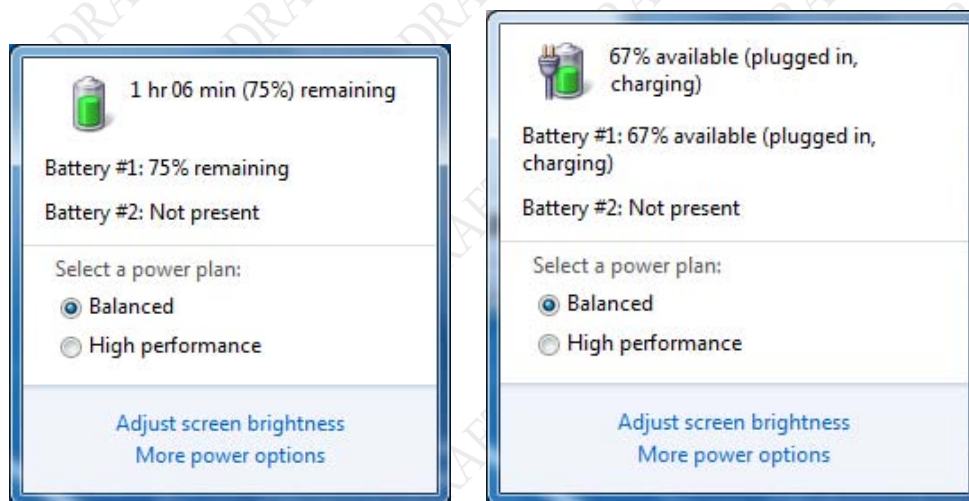 1 hr 06 min (75%) remaining
Battery #1: 75% remaining
Battery #2: Not present
Select a power plan:
Balanced
High performance
Adjust screen brightness
More power options
67% available (plugged in,
charging)
Battery #1: 67% available (plugged in,
charging)
Battery #2: Not present
Select a power plan:
Balanced
High performance
Adjust screen brightness
More power options